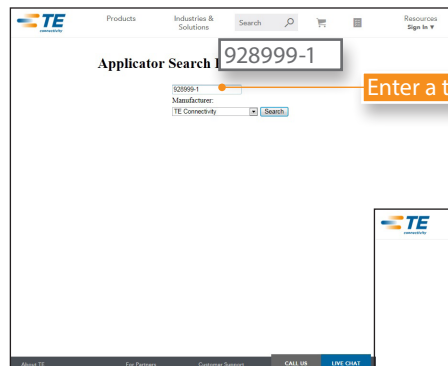 TE
connectivity
Products
Industries &
Solutions
Search
Resources
Sign In ▼
Applicator Search
928999-1
Enter a t
928999-1
Manufacturer:
TE Connectivity
Search
TE
connectivity
About TE
For Partners
Customer Support
CALL US
LIVE CHAT